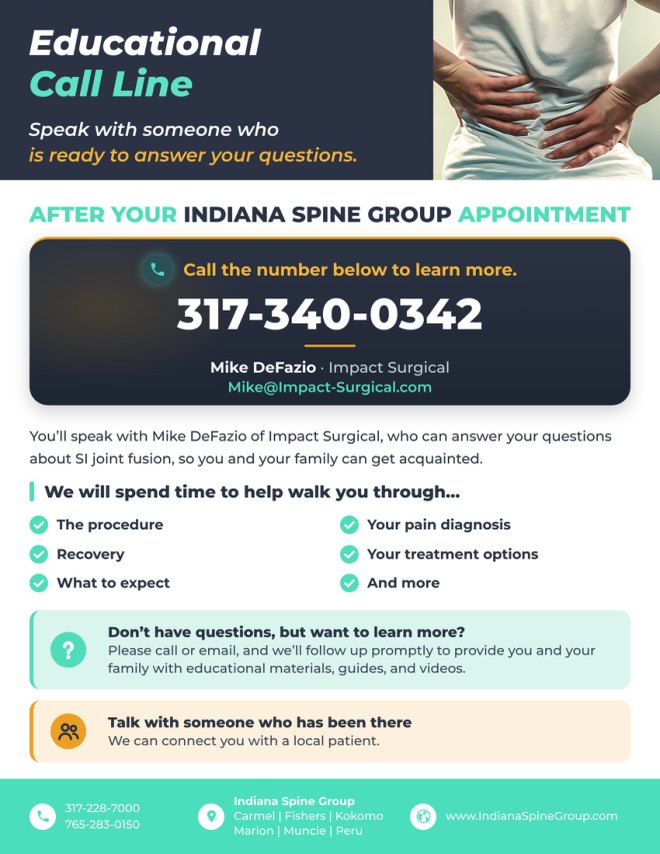 Educational
Call Line
Speak with someone who
is ready to answer your questions.
AFTER YOUR INDIANA SPINE GROUP APPOINTMENT
Call the number below to learn more.
317-340-0342
Mike DeFazio · Impact Surgical
Mike@Impact-Surgical.com
You’ll speak with Mike DeFazio of Impact Surgical, who can answer your questions
about SI joint fusion, so you and your family can get acquainted.
We will spend time to help walk you through...
The procedure
Your pain diagnosis
Recovery
Your treatment options
What to expect
And more
Don’t have questions, but want to learn more?
Please call or email, and we’ll follow up promptly to provide you and your
family with educational materials, guides, and videos.
Talk with someone who has been there
We can connect you with a local patient.
317-228-7000
765-283-0150
Indiana Spine Group
Carmel | Fishers | Kokomo
Marion | Muncie | Peru
www.IndianaSpineGroup.com